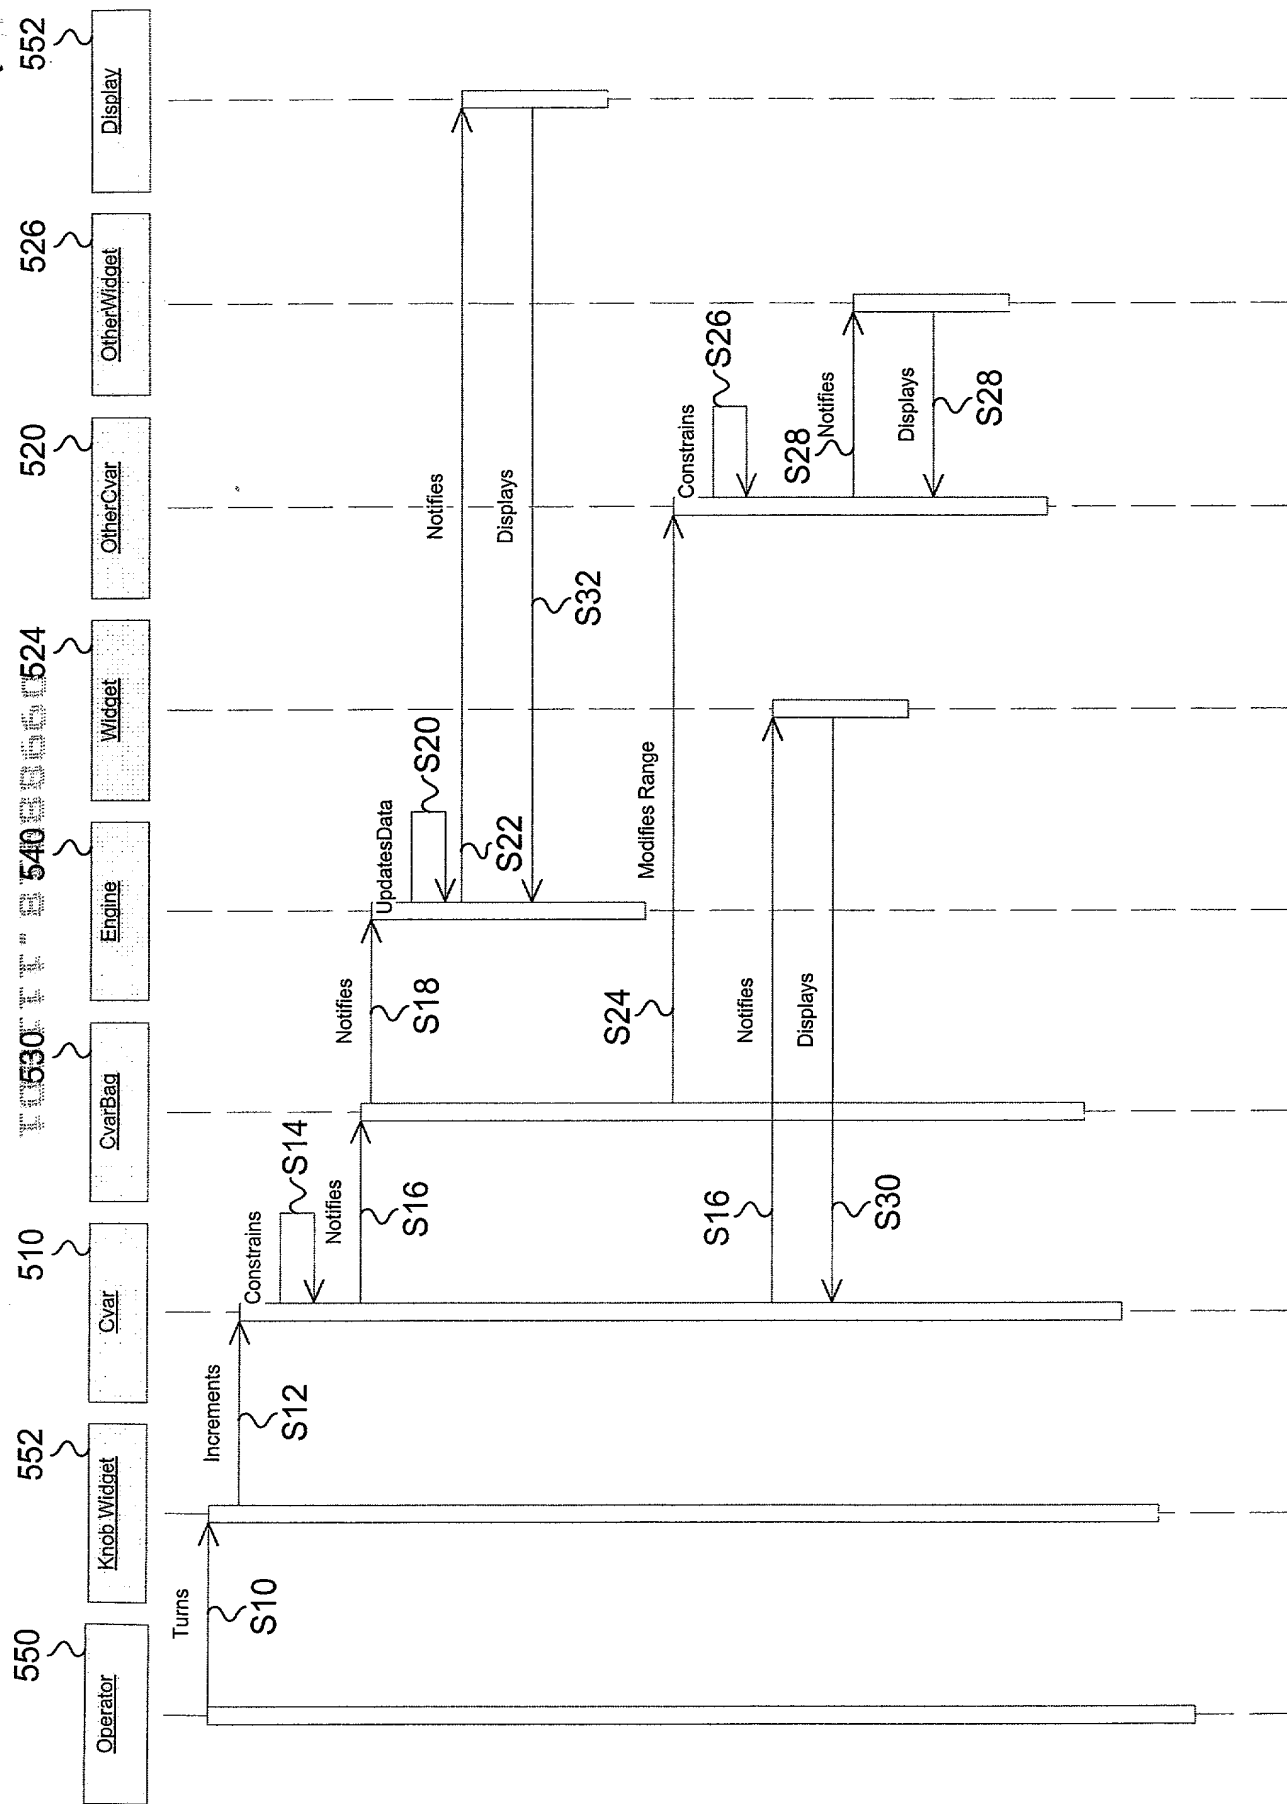 550
552
510
530
540
524
520
526
552
Operator
Knob Widget
Cvar
CvarBag
Engine
Widget
OtherCvar
OtherWidget
Display
Turns
S10
Increments
S12
Constrains
S14
Notifies
S16
Notifies
S18
UpdatesData
S20
Notifies
S22
Displays
S32
Modifies Range
S24
Constrains
S26
Notifies
S16
Displays
S30
Notifies
S28
Displays
S28